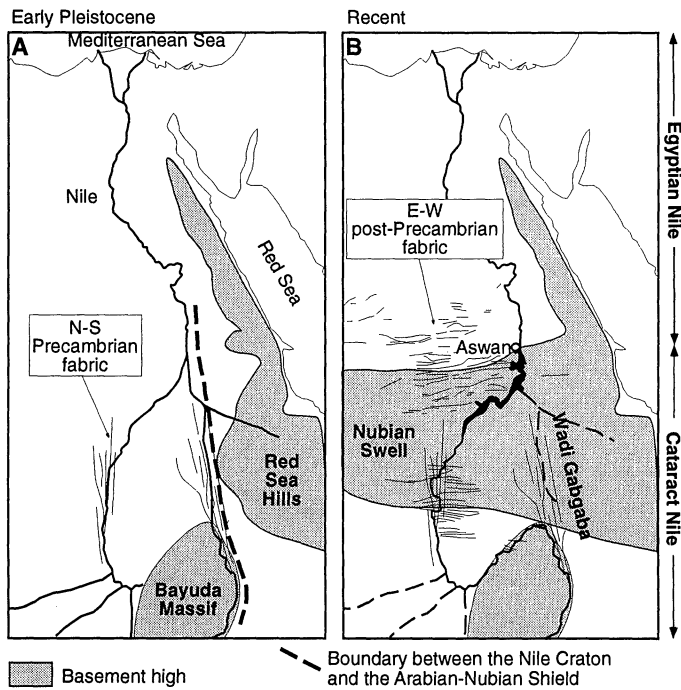 Early Pleistocene
A
Mediterranean Sea
Nile
Red Sea
N-S
Precambrian
fabric
Red
Sea
Hills
Bayuda
Massif
Recent
B
E-W
post-Precambrian
fabric
Aswan
Nubian
Swell
Wadi Gabgaba
Egyptian Nile
Cataract Nile
Basement high
Boundary between the Nile Craton
and the Arabian-Nubian Shield